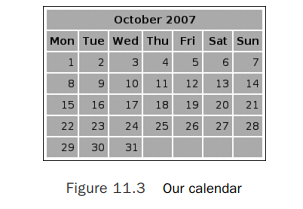 October 2007
Mon Tue Wed Thu Fri Sat Sun
1 2 3 4 5 6 7
8 9 10 11 12 13 14
15 16 17 18 19 20 21
22 23 24 25 26 27 28
29 30 31
Figure 11.3 Our calendar